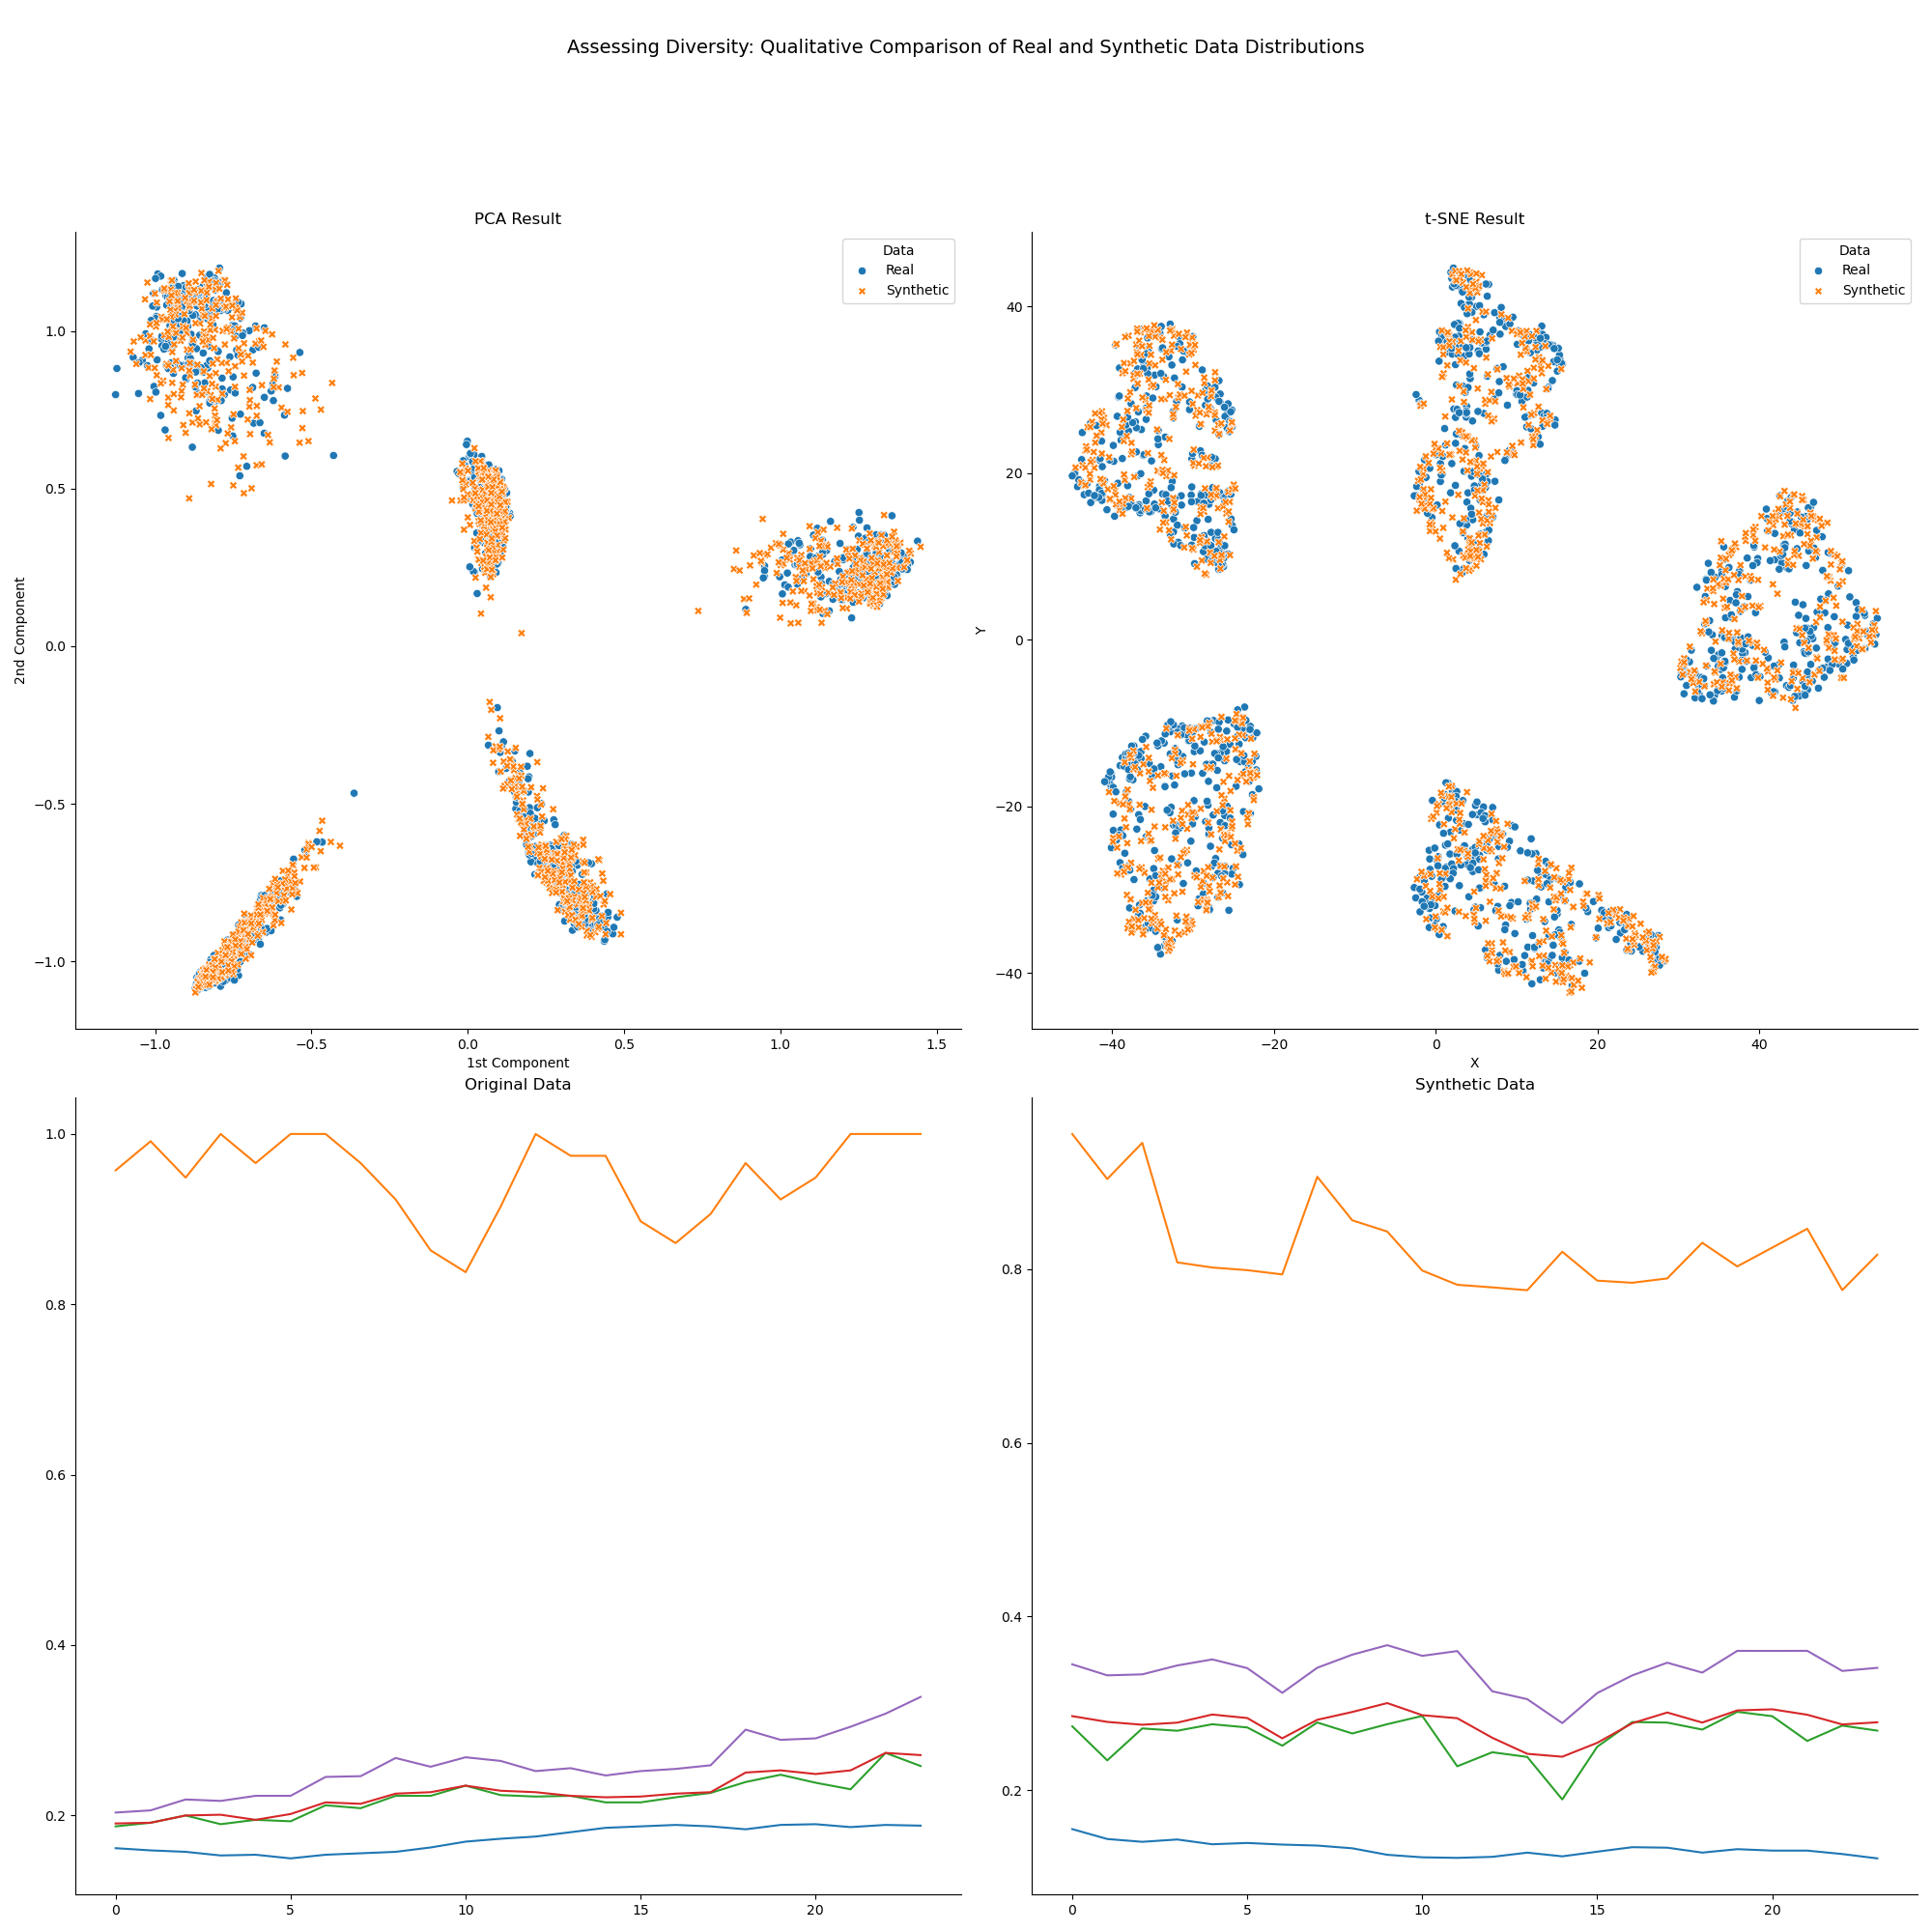 Assessing Diversity: Qualitative Comparison of Real and Synthetic Data Distributions
PCA Result
Data
Real
Synthetic
1.0
0.5
0.0
−0.5
−1.0
2nd Component
−1.0
−0.5
0.0
0.5
1.0
1.5
1st Component
t-SNE Result
Data
Real
Synthetic
40
20
0
−20
−40
Y
−40
−20
0
20
40
X
Original Data
1.0
0.8
0.6
0.4
0.2
0
5
10
15
20
Synthetic Data
0.8
0.6
0.4
0.2
0
5
10
15
20